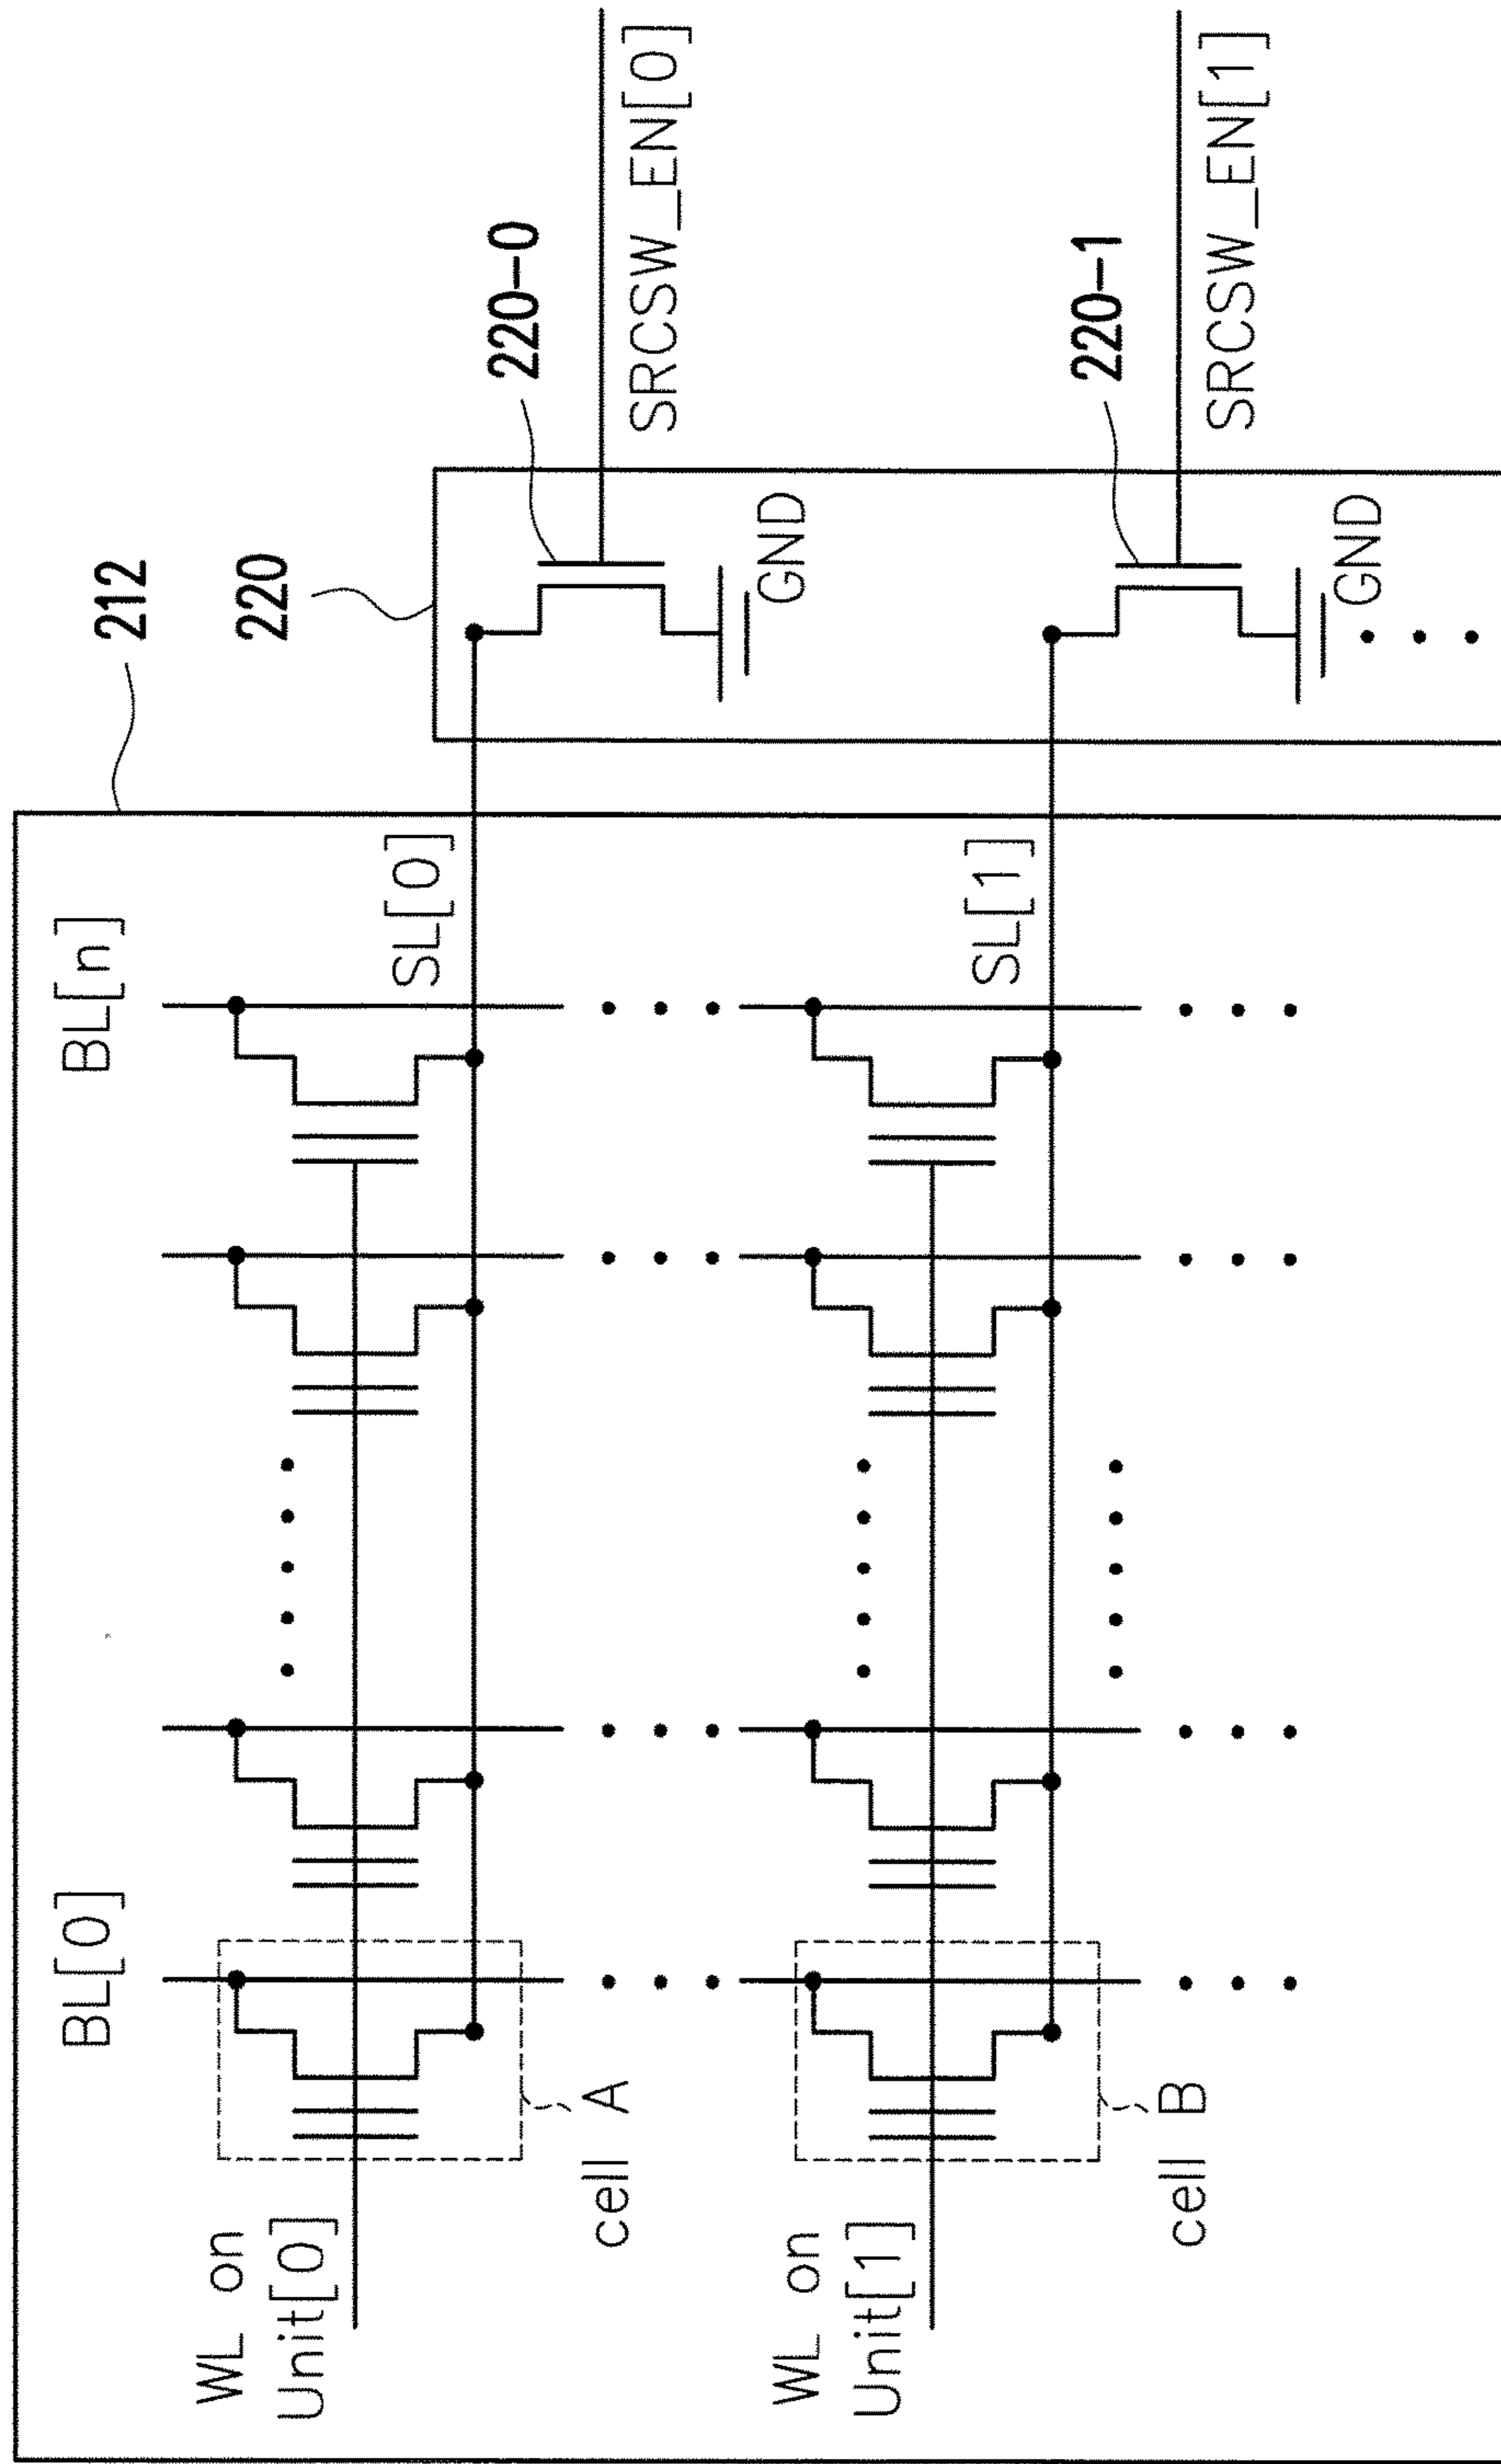 212
220
BL[0]
BL[n]
WL on
Unit[0]
SL[0]
220-0
cell A
GND
SRCSW_EN[0]
WL on
Unit[1]
SL[1]
220-1
cell B
GND
SRCSW_EN[1]